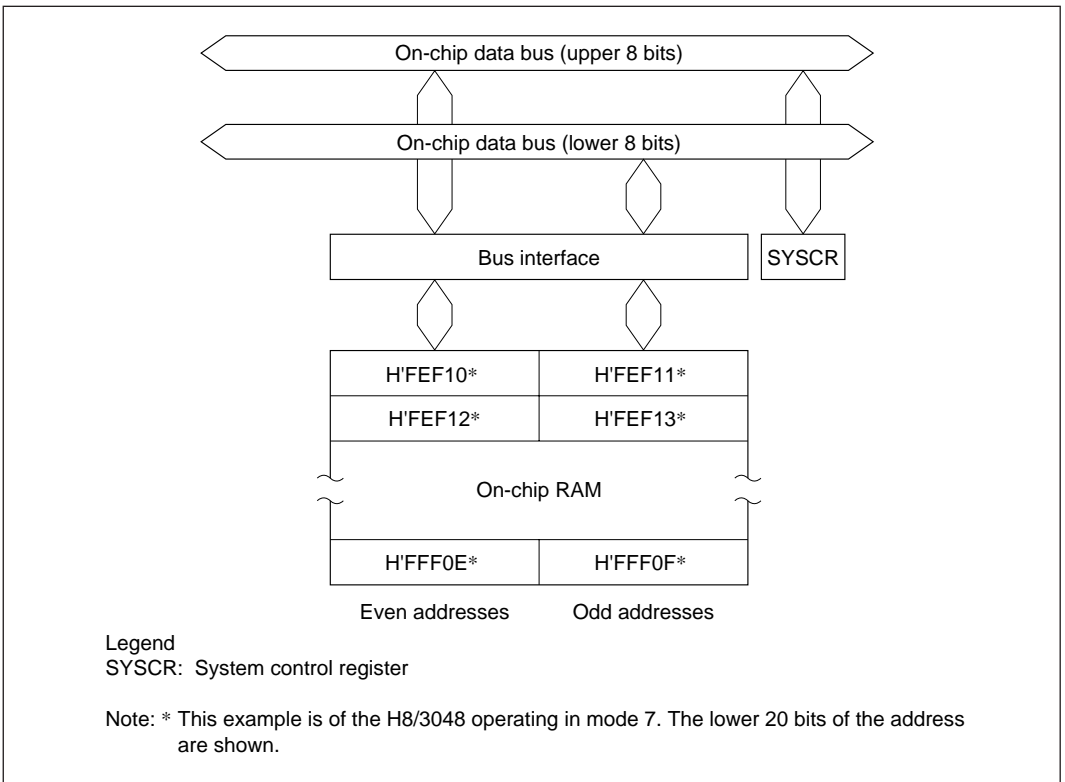 On-chip data bus (upper 8 bits)
On-chip data bus (lower 8 bits)
Bus interface
SYSCR
H'FEF10*
H'FEF11*
H'FEF12*
H'FEF13*
On-chip RAM
H'FFF0E*
H'FFF0F*
Even addresses
Odd addresses
Legend
SYSCR: System control register
Note: * This example is of the H8/3048 operating in mode 7. The lower 20 bits of the address
are shown.